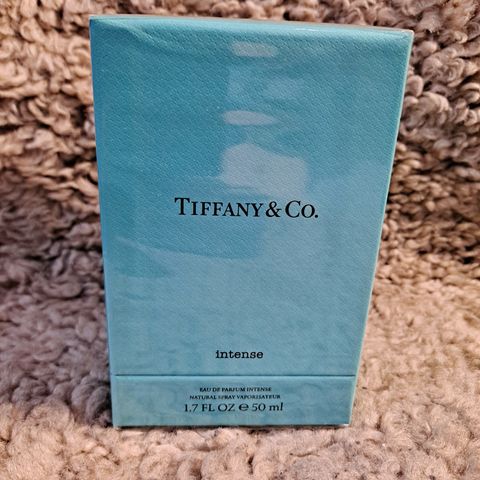 TIFFANY & CO.
intense
EAU DE PARFUM INTENSE
NATURAL SPRAY VAPORISATEUR
1.7 FL OZ ℮ 50 ml